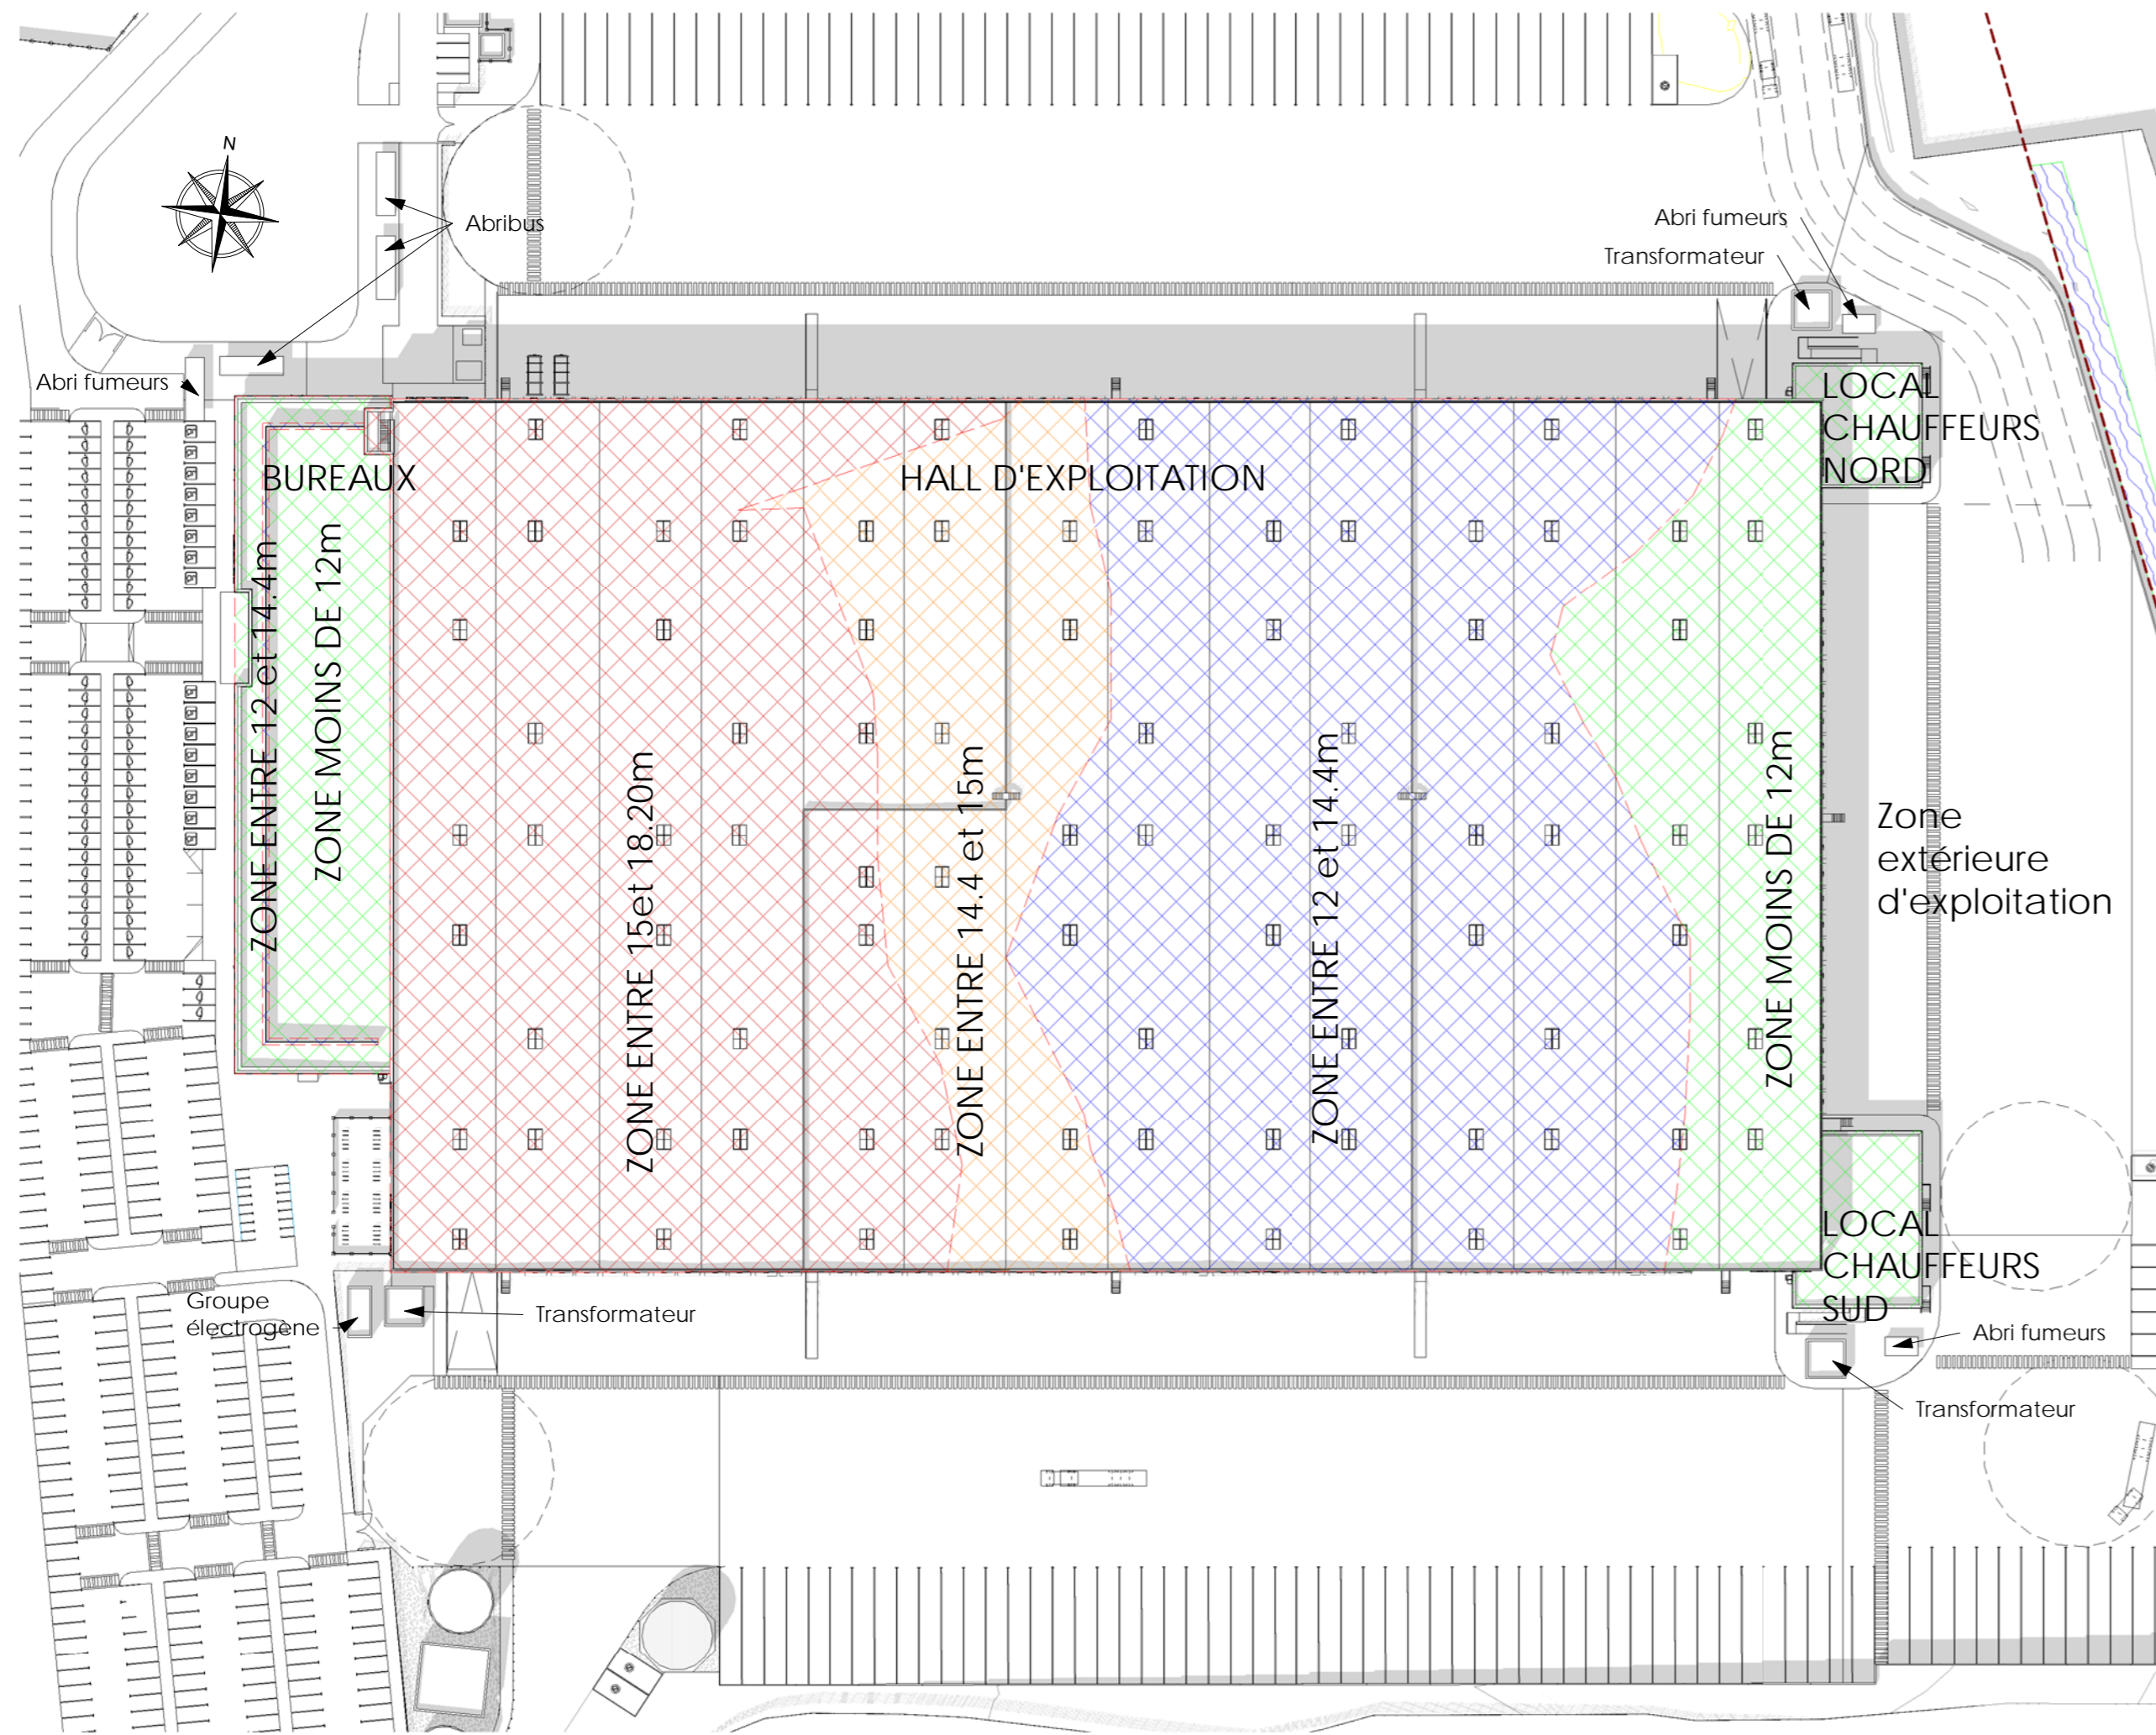 N
Abribus
Abri fumeurs
Transformateur
Abri fumeurs
LOCAL
CHAUFFEURS
NORD
BUREAUX
HALL D'EXPLOITATION
ZONE ENTRE 12 et 14.4m
ZONE MOINS DE 12m
ZONE ENTRE 15et 18.20m
ZONE ENTRE 14.4 et 15m
ZONE ENTRE 12 et 14.4m
ZONE MOINS DE 12m
Zone
extérieure
d'exploitation
LOCAL
CHAUFFEURS
SUD
Groupe
électrogène
Transformateur
Abri fumeurs
Transformateur